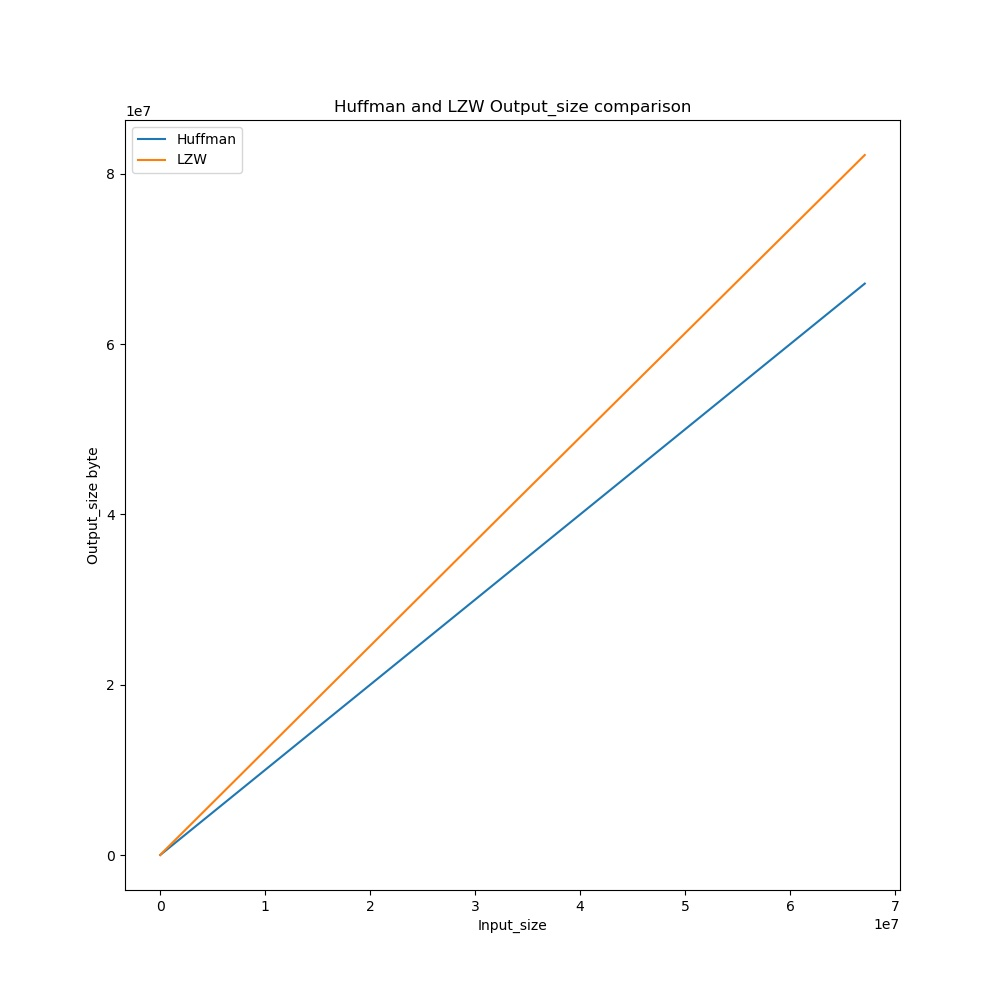 Huffman and LZW Output_size comparison
1e7
Huffman
LZW
8
6
4
2
0
Output_size byte
0 1 2 3 4 5 6 7
Input_size
1e7